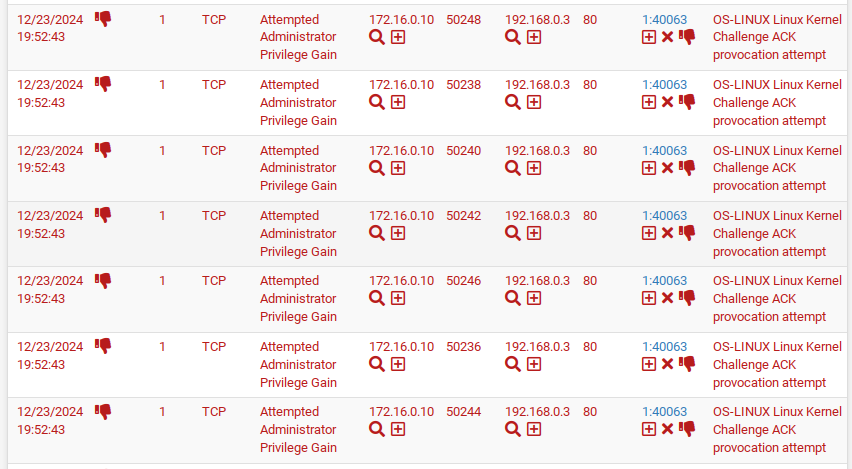 12/23/2024 1 TCP Attempted 172.16.0.10 50248 192.168.0.3 80 1:40063 OS-LINUX Linux Kernel
19:52:43 Administrator Challenge ACK
Privilege Gain provocation attempt
12/23/2024 1 TCP Attempted 172.16.0.10 50238 192.168.0.3 80 1:40063 OS-LINUX Linux Kernel
19:52:43 Administrator Challenge ACK
Privilege Gain provocation attempt
12/23/2024 1 TCP Attempted 172.16.0.10 50240 192.168.0.3 80 1:40063 OS-LINUX Linux Kernel
19:52:43 Administrator Challenge ACK
Privilege Gain provocation attempt
12/23/2024 1 TCP Attempted 172.16.0.10 50242 192.168.0.3 80 1:40063 OS-LINUX Linux Kernel
19:52:43 Administrator Challenge ACK
Privilege Gain provocation attempt
12/23/2024 1 TCP Attempted 172.16.0.10 50246 192.168.0.3 80 1:40063 OS-LINUX Linux Kernel
19:52:43 Administrator Challenge ACK
Privilege Gain provocation attempt
12/23/2024 1 TCP Attempted 172.16.0.10 50236 192.168.0.3 80 1:40063 OS-LINUX Linux Kernel
19:52:43 Administrator Challenge ACK
Privilege Gain provocation attempt
12/23/2024 1 TCP Attempted 172.16.0.10 50244 192.168.0.3 80 1:40063 OS-LINUX Linux Kernel
19:52:43 Administrator Challenge ACK
Privilege Gain provocation attempt